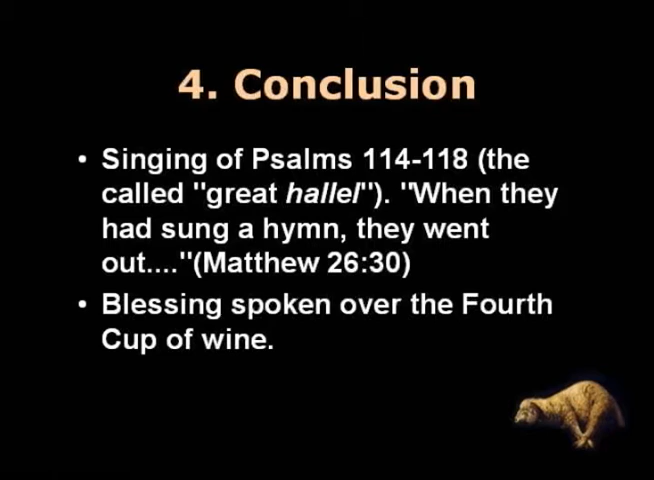 4. Conclusion
• Singing of Psalms 114-118 (the
called "great hallel"). "When they
had sung a hymn, they went
out...."(Matthew 26:30)
• Blessing spoken over the Fourth
Cup of wine.